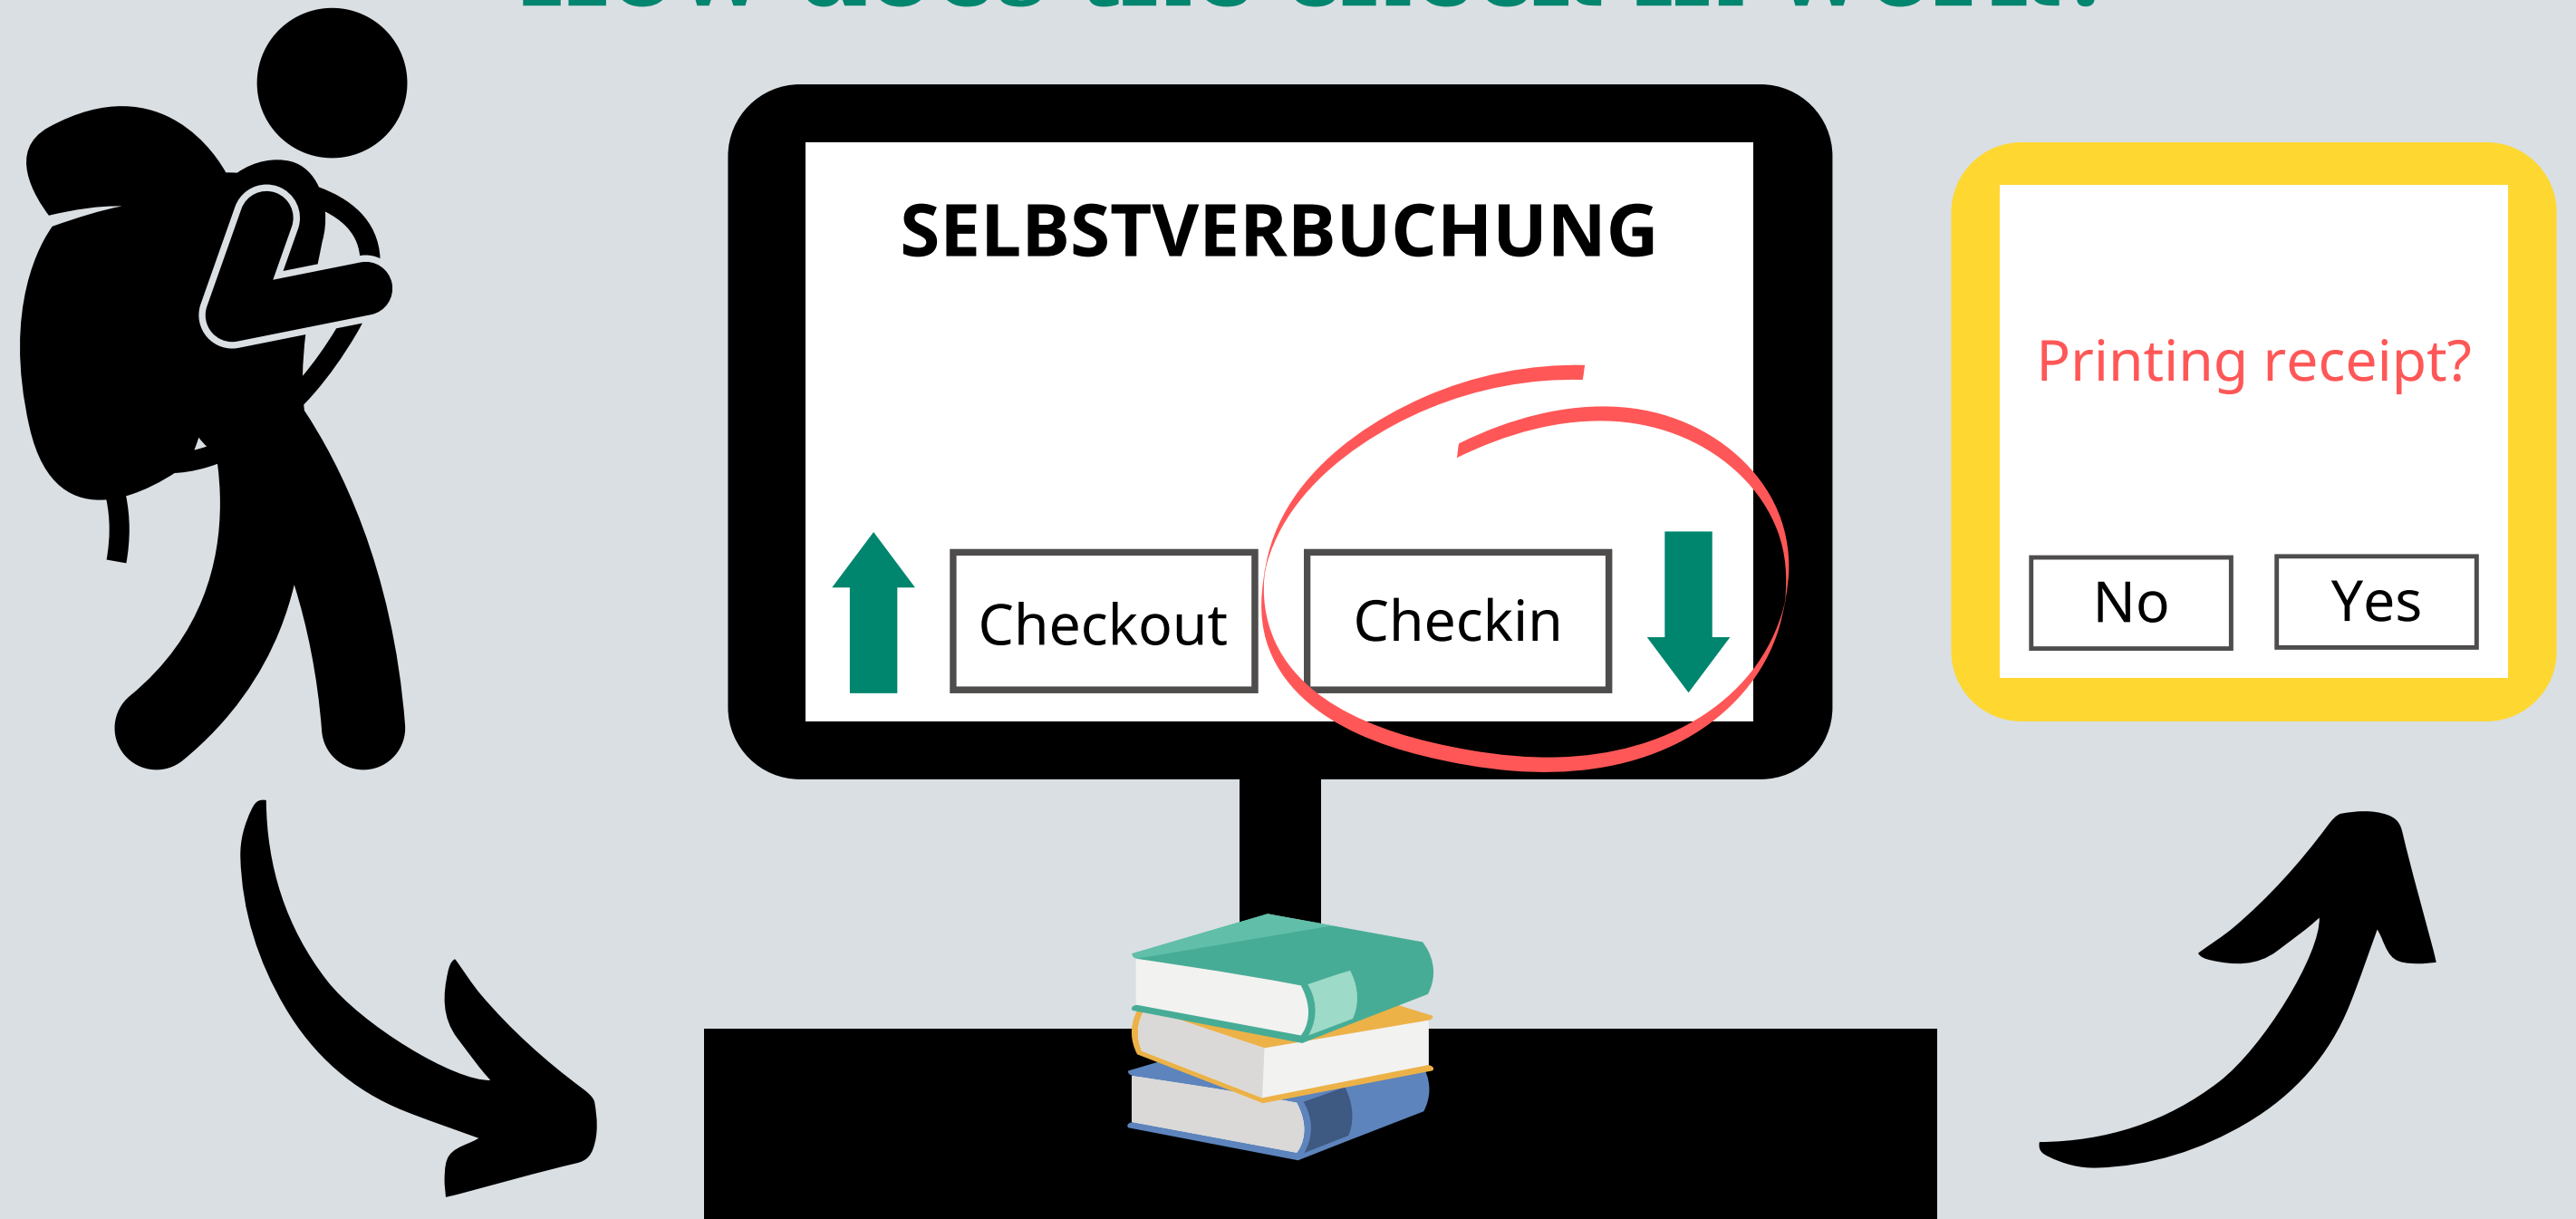 SELBSTVERBUCHUNG
Checkout
Checkin
Printing receipt?
No
Yes